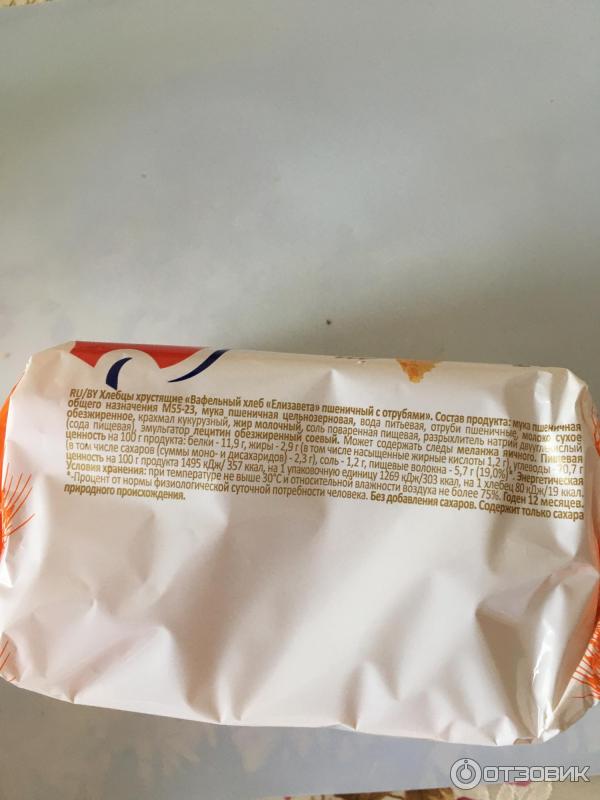 RU/BY Хлебцы хрустящие «Вафельный хлеб «Елизавета» пшеничный с отрубями». Состав продукта: мука пшеничная
общего назначения М55-23, мука пшеничная цельнозерновая, вода питьевая, отруби пшеничные, молоко сухое
обезжиренное, крахмал кукурузный, жир молочный, соль поваренная пищевая, разрыхлитель натрий двууглекислый
(сода пищевая), эмульгатор лецитин обезжиренный соевый. Может содержать следы меланжа яичного. Пищевая
ценность на 100 г продукта: белки - 11,9 г, жиры - 2,9 г (в том числе насыщенные жирные кислоты 1,2 г), углеводы - 70,7 г
(в том числе сахаров (суммы моно- и дисахаридов) - 2,3 г), соль - 1,2 г, пищевые волокна - 5,7 г (19,0%)*. Энергетическая
ценность на 100 г продукта 1495 кДж/ 357 ккал, на 1 упаковочную единицу 1269 кДж/303 ккал, на 1 хлебец 80 кДж/19 ккал.
Условия хранения: при температуре не выше 30°С и относительной влажности воздуха не более 75%. Годен 12 месяцев.
*-Процент от нормы физиологической суточной потребности человека. Без добавления сахаров. Содержит только сахара
природного происхождения.
ОТЗОВИК